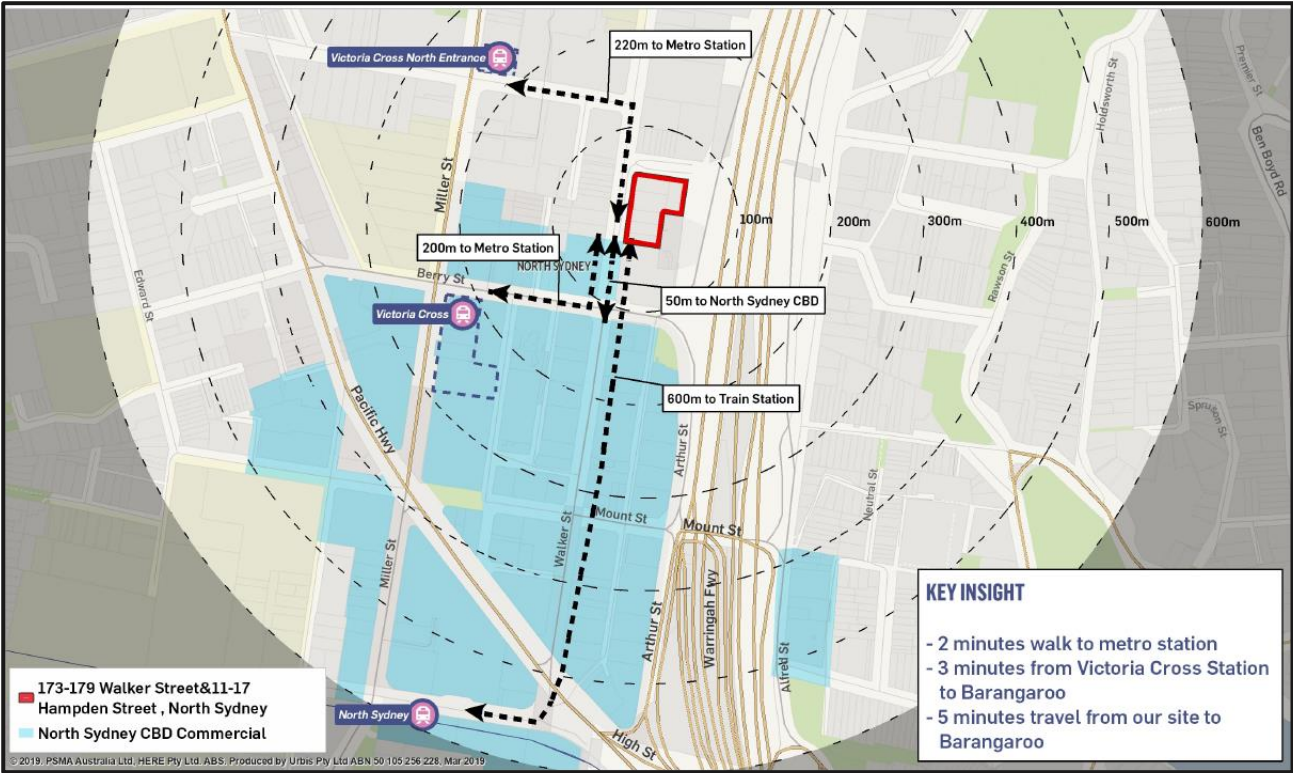 Victoria Cross North Entrance
220m to Metro Station
Holdsworth St
Premier St
Ben Boyd Rd
Miller St
100m
200m
300m
400m
500m
600m
200m to Metro Station
NORTH SYDNEY
Berry St
Edward St
Rawson St
50m to North Sydney CBD
Victoria Cross
600m to Train Station
Pacific Hwy
Arthur St
Spruson St
Neutral St
Mount St
Mount St
Walker St
Miller St
Warringah Fwy
Arthur St
Alfred St
North Sydney
High St
KEY INSIGHT
- 2 minutes walk to metro station
- 3 minutes from Victoria Cross Station
to Barangaroo
- 5 minutes travel from our site to
Barangaroo
173-179 Walker Street&11-17
Hampden Street , North Sydney
North Sydney CBD Commercial
© 2019. PSMA Australia Ltd, HERE Pty Ltd. ABS. Produced by Urbis Pty Ltd ABN 50 105 256 228, Mar 2019